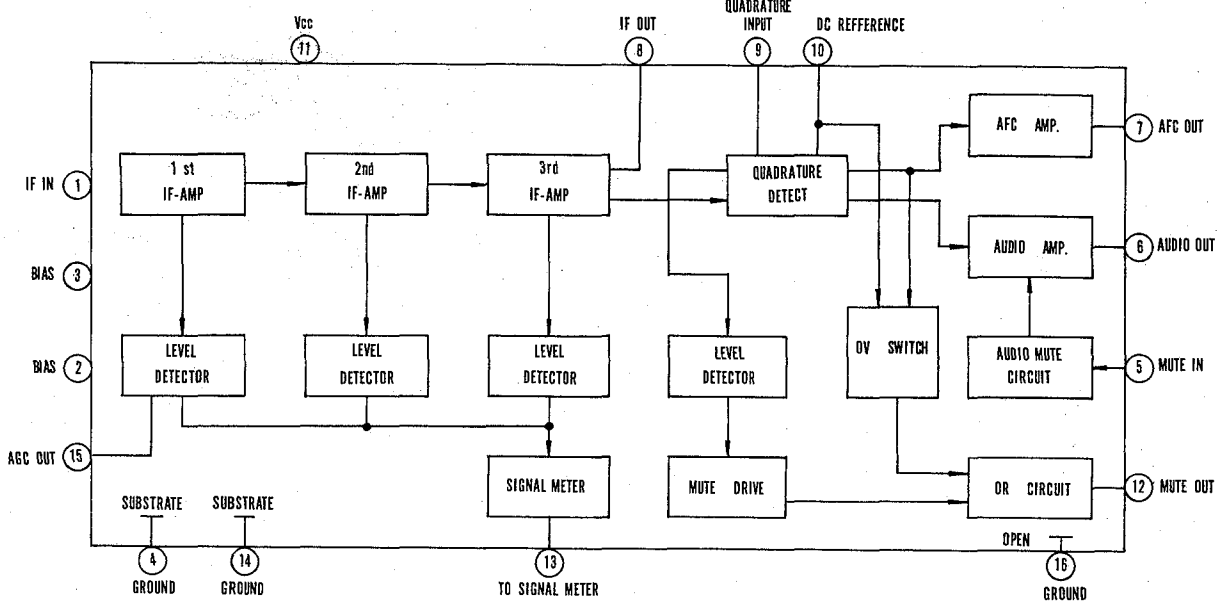 QUADRATURE
INPUT
Vcc
IF OUT
DC REFFERENCE
11
8
9
10
AFC AMP.
7 AFC OUT
1 st
IF-AMP
2nd
IF-AMP
3rd
IF-AMP
QUADRATURE
DETECT
IF IN 1
AUDIO AMP.
6 AUDIO OUT
BIAS 3
LEVEL
DETECTOR
LEVEL
DETECTOR
LEVEL
DETECTOR
LEVEL
DETECTOR
OV SWITCH
AUDIO MUTE
CIRCUIT
BIAS 2
5 MUTE IN
AGC OUT 15
SIGNAL METER
MUTE DRIVE
OR CIRCUIT
12 MUTE OUT
SUBSTRATE
SUBSTRATE
OPEN
4
14
13
16
GROUND
GROUND
TO SIGNAL METER
GROUND